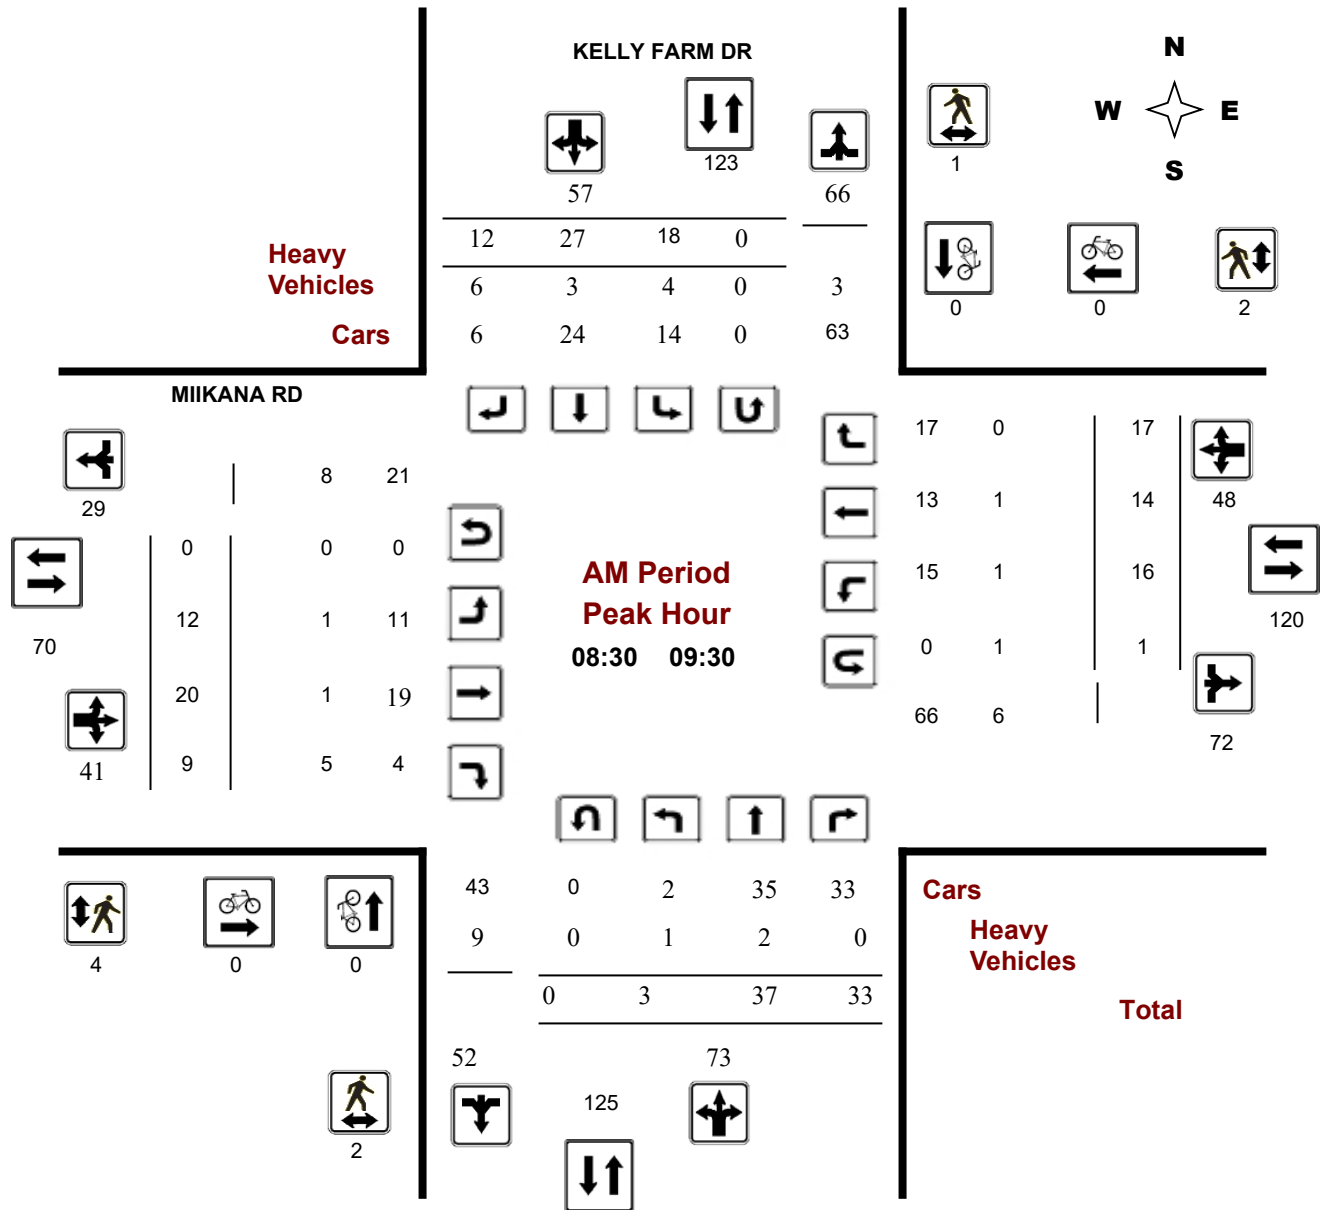 KELLY FARM DR
N
W E
S
123
1
57 66
12 27 18 0
Heavy
Vehicles 6 3 4 0 3
0 0 2
Cars 6 24 14 0 63
MIIKANA RD
17 0 17
8 21
29
13 1 14 48
0 0 0
AM Period
15 1 16
12 1 11
Peak Hour
120
70
08:30 09:30
0 1 1
20 1 19
66 6
72
41 9 5 4
43 0 2 35 33 Cars
9 0 1 2 0 Heavy
Vehicles
4 0 0
0 3 37 33
Total
52 73
125
2